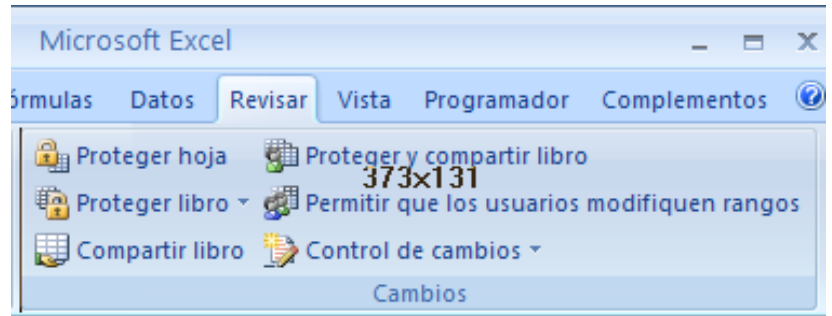 Microsoft Excel
órmulas Datos Revisar Vista Programador Complementos
Proteger hoja Proteger y compartir libro
373x131
Proteger libro Permitir que los usuarios modifiquen rangos
Compartir libro Control de cambios
Cambios